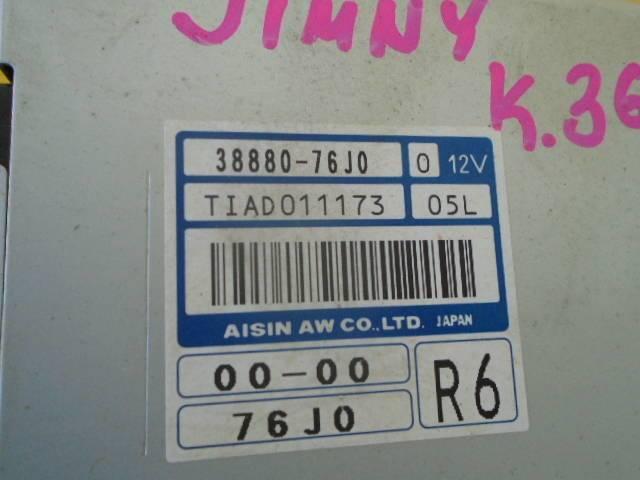 JIMNY
K.36
38880-76J0 0 12V
TIAD011173 05L
AISIN AW CO.,LTD. JAPAN
00-00
R6
76J0